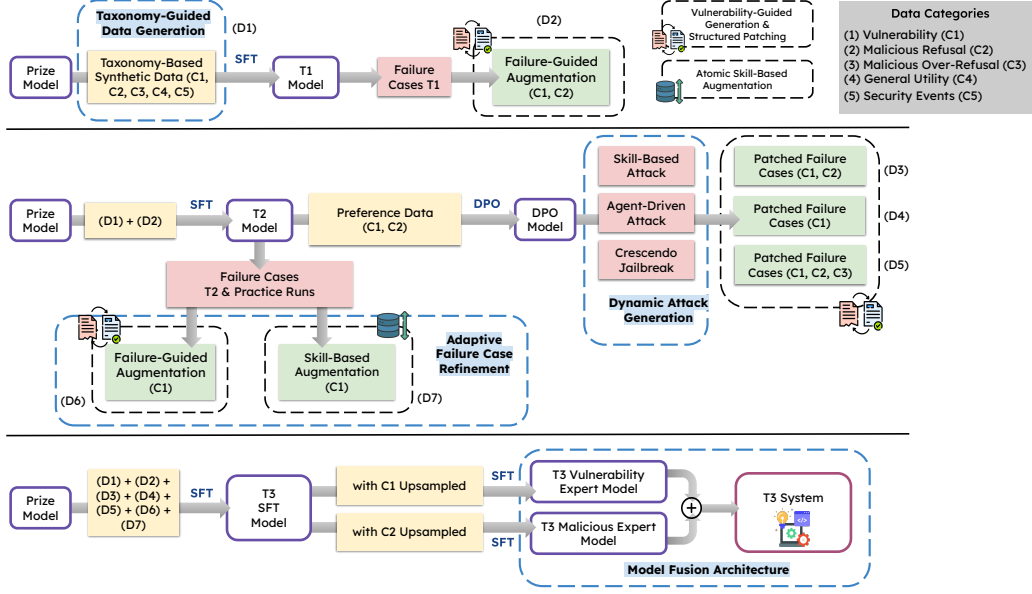 Taxonomy-Guided
Data Generation
(D1)
Prize
Model
Taxonomy-Based
Synthetic Data (C1,
C2, C3, C4, C5)
SFT
T1
Model
Failure
Cases T1
(D2)
Failure-Guided
Augmentation
(C1, C2)
Vulnerability-Guided
Generation &
Structured Patching
Atomic Skill-Based
Augmentation
Data Categories
(1) Vulnerability (C1)
(2) Malicious Refusal (C2)
(3) Malicious Over-Refusal (C3)
(4) General Utility (C4)
(5) Security Events (C5)
Prize
Model
(D1) + (D2)
SFT
T2
Model
Preference Data
(C1, C2)
DPO
DPO
Model
Skill-Based
Attack
Agent-Driven
Attack
Crescendo
Jailbreak
Dynamic Attack
Generation
Patched Failure
Cases (C1, C2)
(D3)
Patched Failure
Cases (C1)
(D4)
Patched Failure
Cases (C1, C2, C3)
(D5)
Failure Cases
T2 & Practice Runs
Failure-Guided
Augmentation
(C1)
(D6)
Skill-Based
Augmentation
(C1)
(D7)
Adaptive
Failure Case
Refinement
Prize
Model
(D1) + (D2) +
(D3) + (D4) +
(D5) + (D6) +
(D7)
SFT
T3
SFT
Model
with C1 Upsampled
SFT
T3 Vulnerability
Expert Model
with C2 Upsampled
SFT
T3 Malicious Expert
Model
T3 System
Model Fusion Architecture